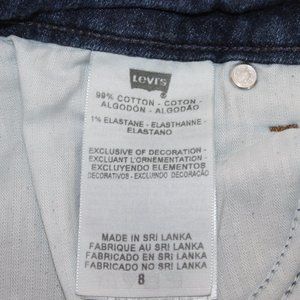 Levi's
99% COTTON - COTON -
ALGODÓN - ALGODÃO
1% ELASTANE - ELASTHANNE -
ELASTANO
EXCLUSIVE OF DECORATION -
EXCLUANT L'ORNEMENTATION -
EXCLUYENDO ELEMENTOS
DECORATIVOS - EXCLUINDO DECORAÇÃO
MADE IN SRI LANKA
FABRIQUE AU SRI LANKA
FABRICADO EN SRI LANKA
FABRICADO NO SRI LANKA
8